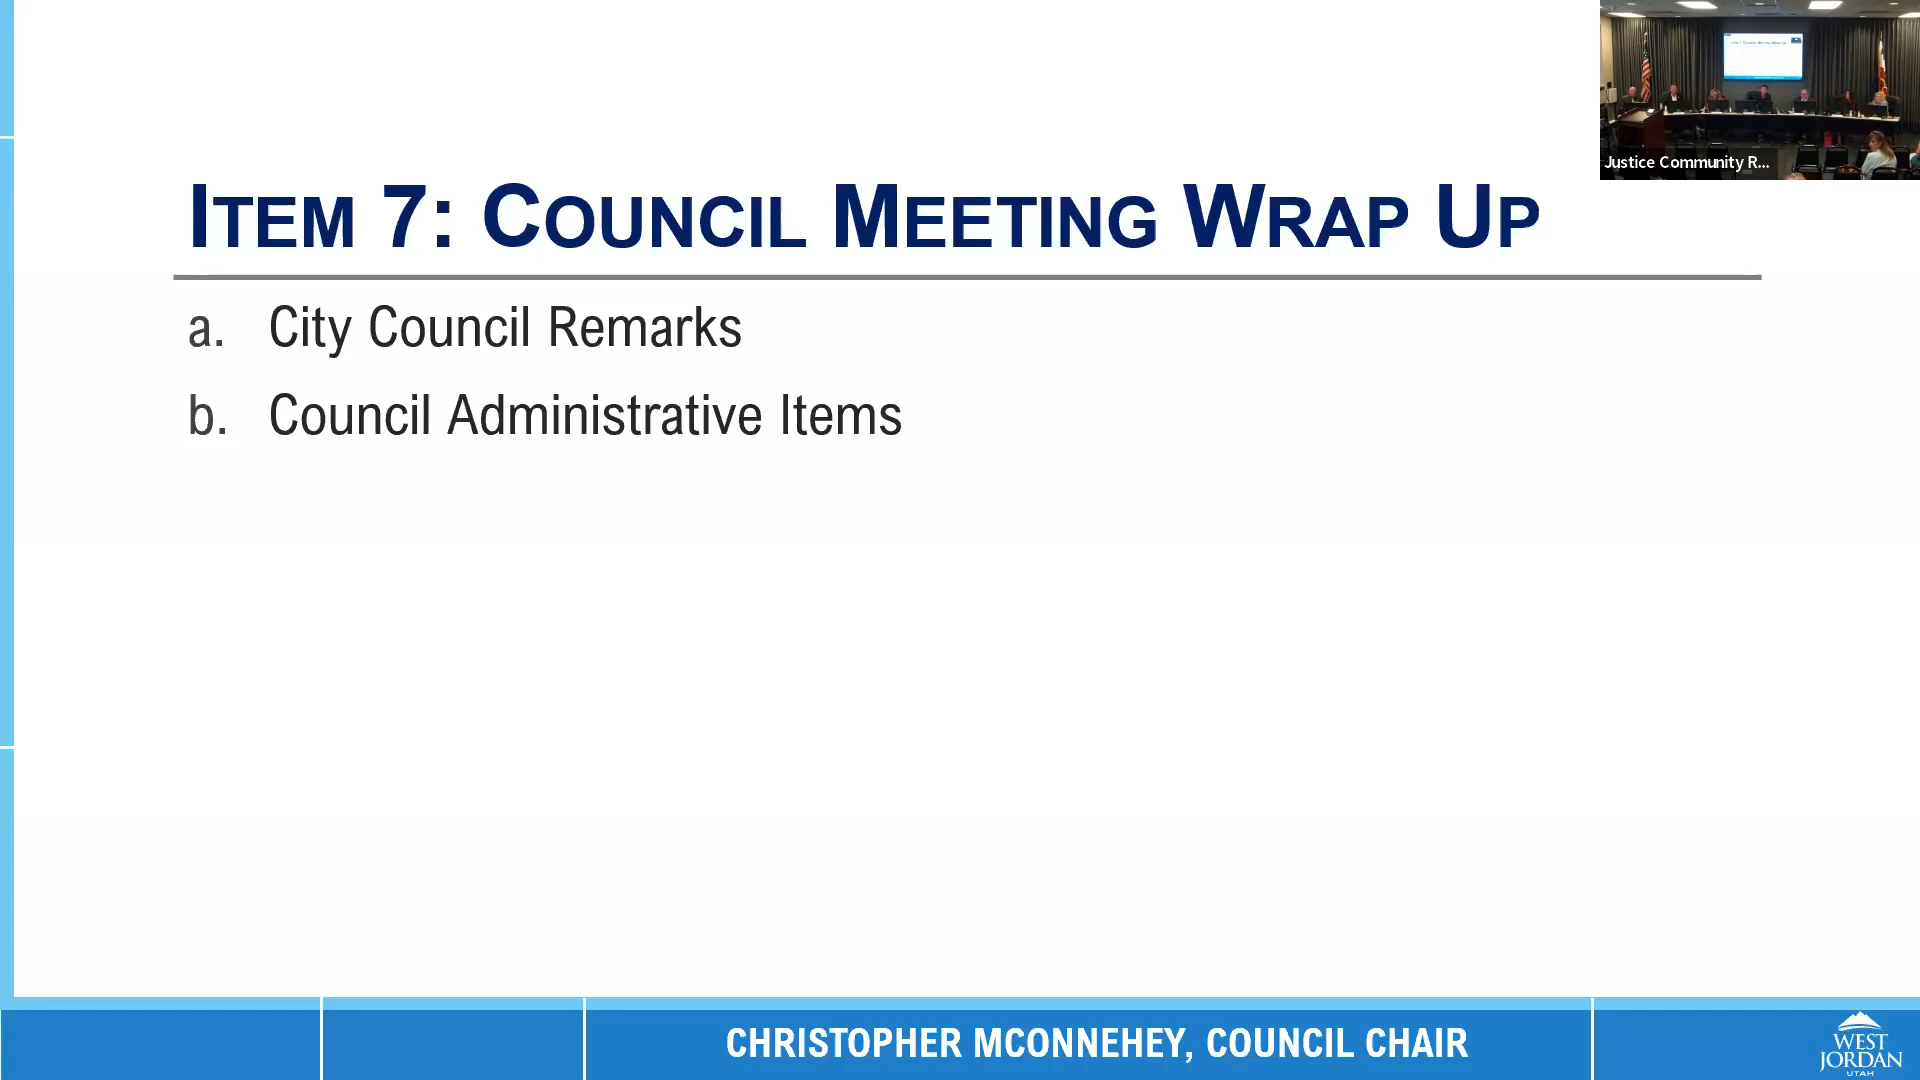 Justice Community R...
ITEM 7: COUNCIL MEETING WRAP UP
a. City Council Remarks
b. Council Administrative Items
CHRISTOPHER MCONNEHEY, COUNCIL CHAIR
WEST
JORDAN
UTAH